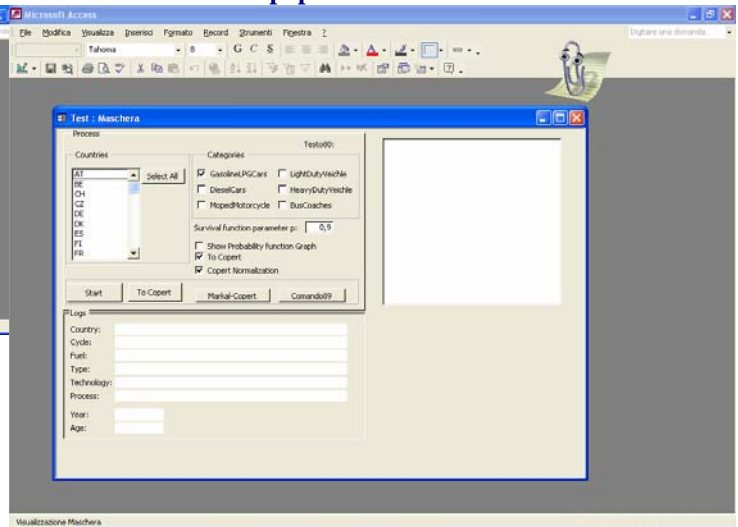 Microsoft Access
File Modifica Visualizza Inserisci Formato Record Strumenti Finestra ?
Digitare una domanda.
Tahoma 8 G C S
Test : Maschera
Process
Testo80:
Countries
Categories
AT
BE
CH
CZ
DE
DK
ES
FI
FR
Select All
GasolineLPGCars LightDutyVeichle
DieselCars HeavyDutyVeichle
MopedMotorcycle BusCoaches
Survival function parameter p: 0,9
Show Probability function Graph
To Copert
Copert Normalization
Start To Copert Markal-Copert Comando89
Logs
Country:
Cycle:
Fuel:
Type:
Technology:
Process:
Year:
Age:
Visualizzazione Maschera